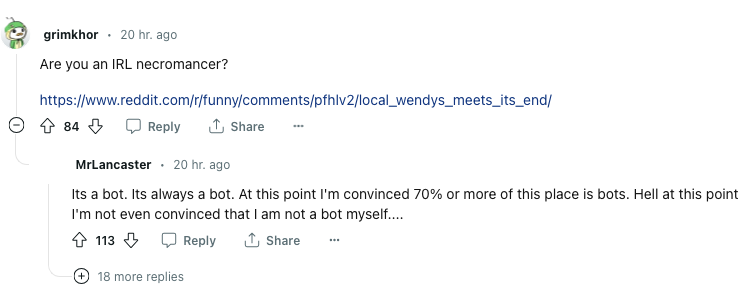 grimkhor • 20 hr. ago
Are you an IRL necromancer?
https://www.reddit.com/r/funny/comments/pfhlv2/local_wendys_meets_its_end/
84 Reply Share ...
MrLancaster • 20 hr. ago
Its a bot. Its always a bot. At this point I'm convinced 70% or more of this place is bots. Hell at this point
I'm not even convinced that I am not a bot myself....
113 Reply Share ...
18 more replies